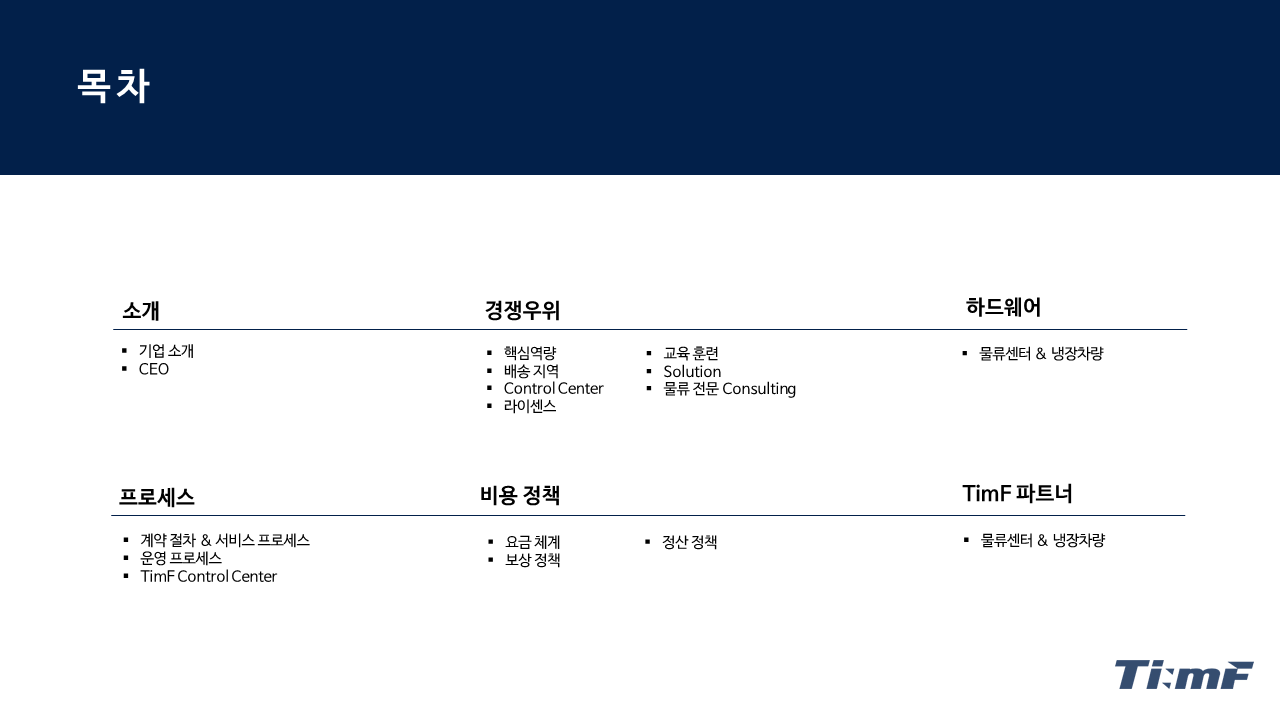 목차
소개
기업 소개
CEO
경쟁우위
핵심역량
배송 지역
Control Center
라이센스
교육 훈련
Solution
물류 전문 Consulting
하드웨어
물류센터 & 냉장차량
프로세스
계약 절차 & 서비스 프로세스
운영 프로세스
TimF Control Center
비용 정책
요금 체계
보상 정책
정산 정책
TimF 파트너
물류센터 & 냉장차량
TimF